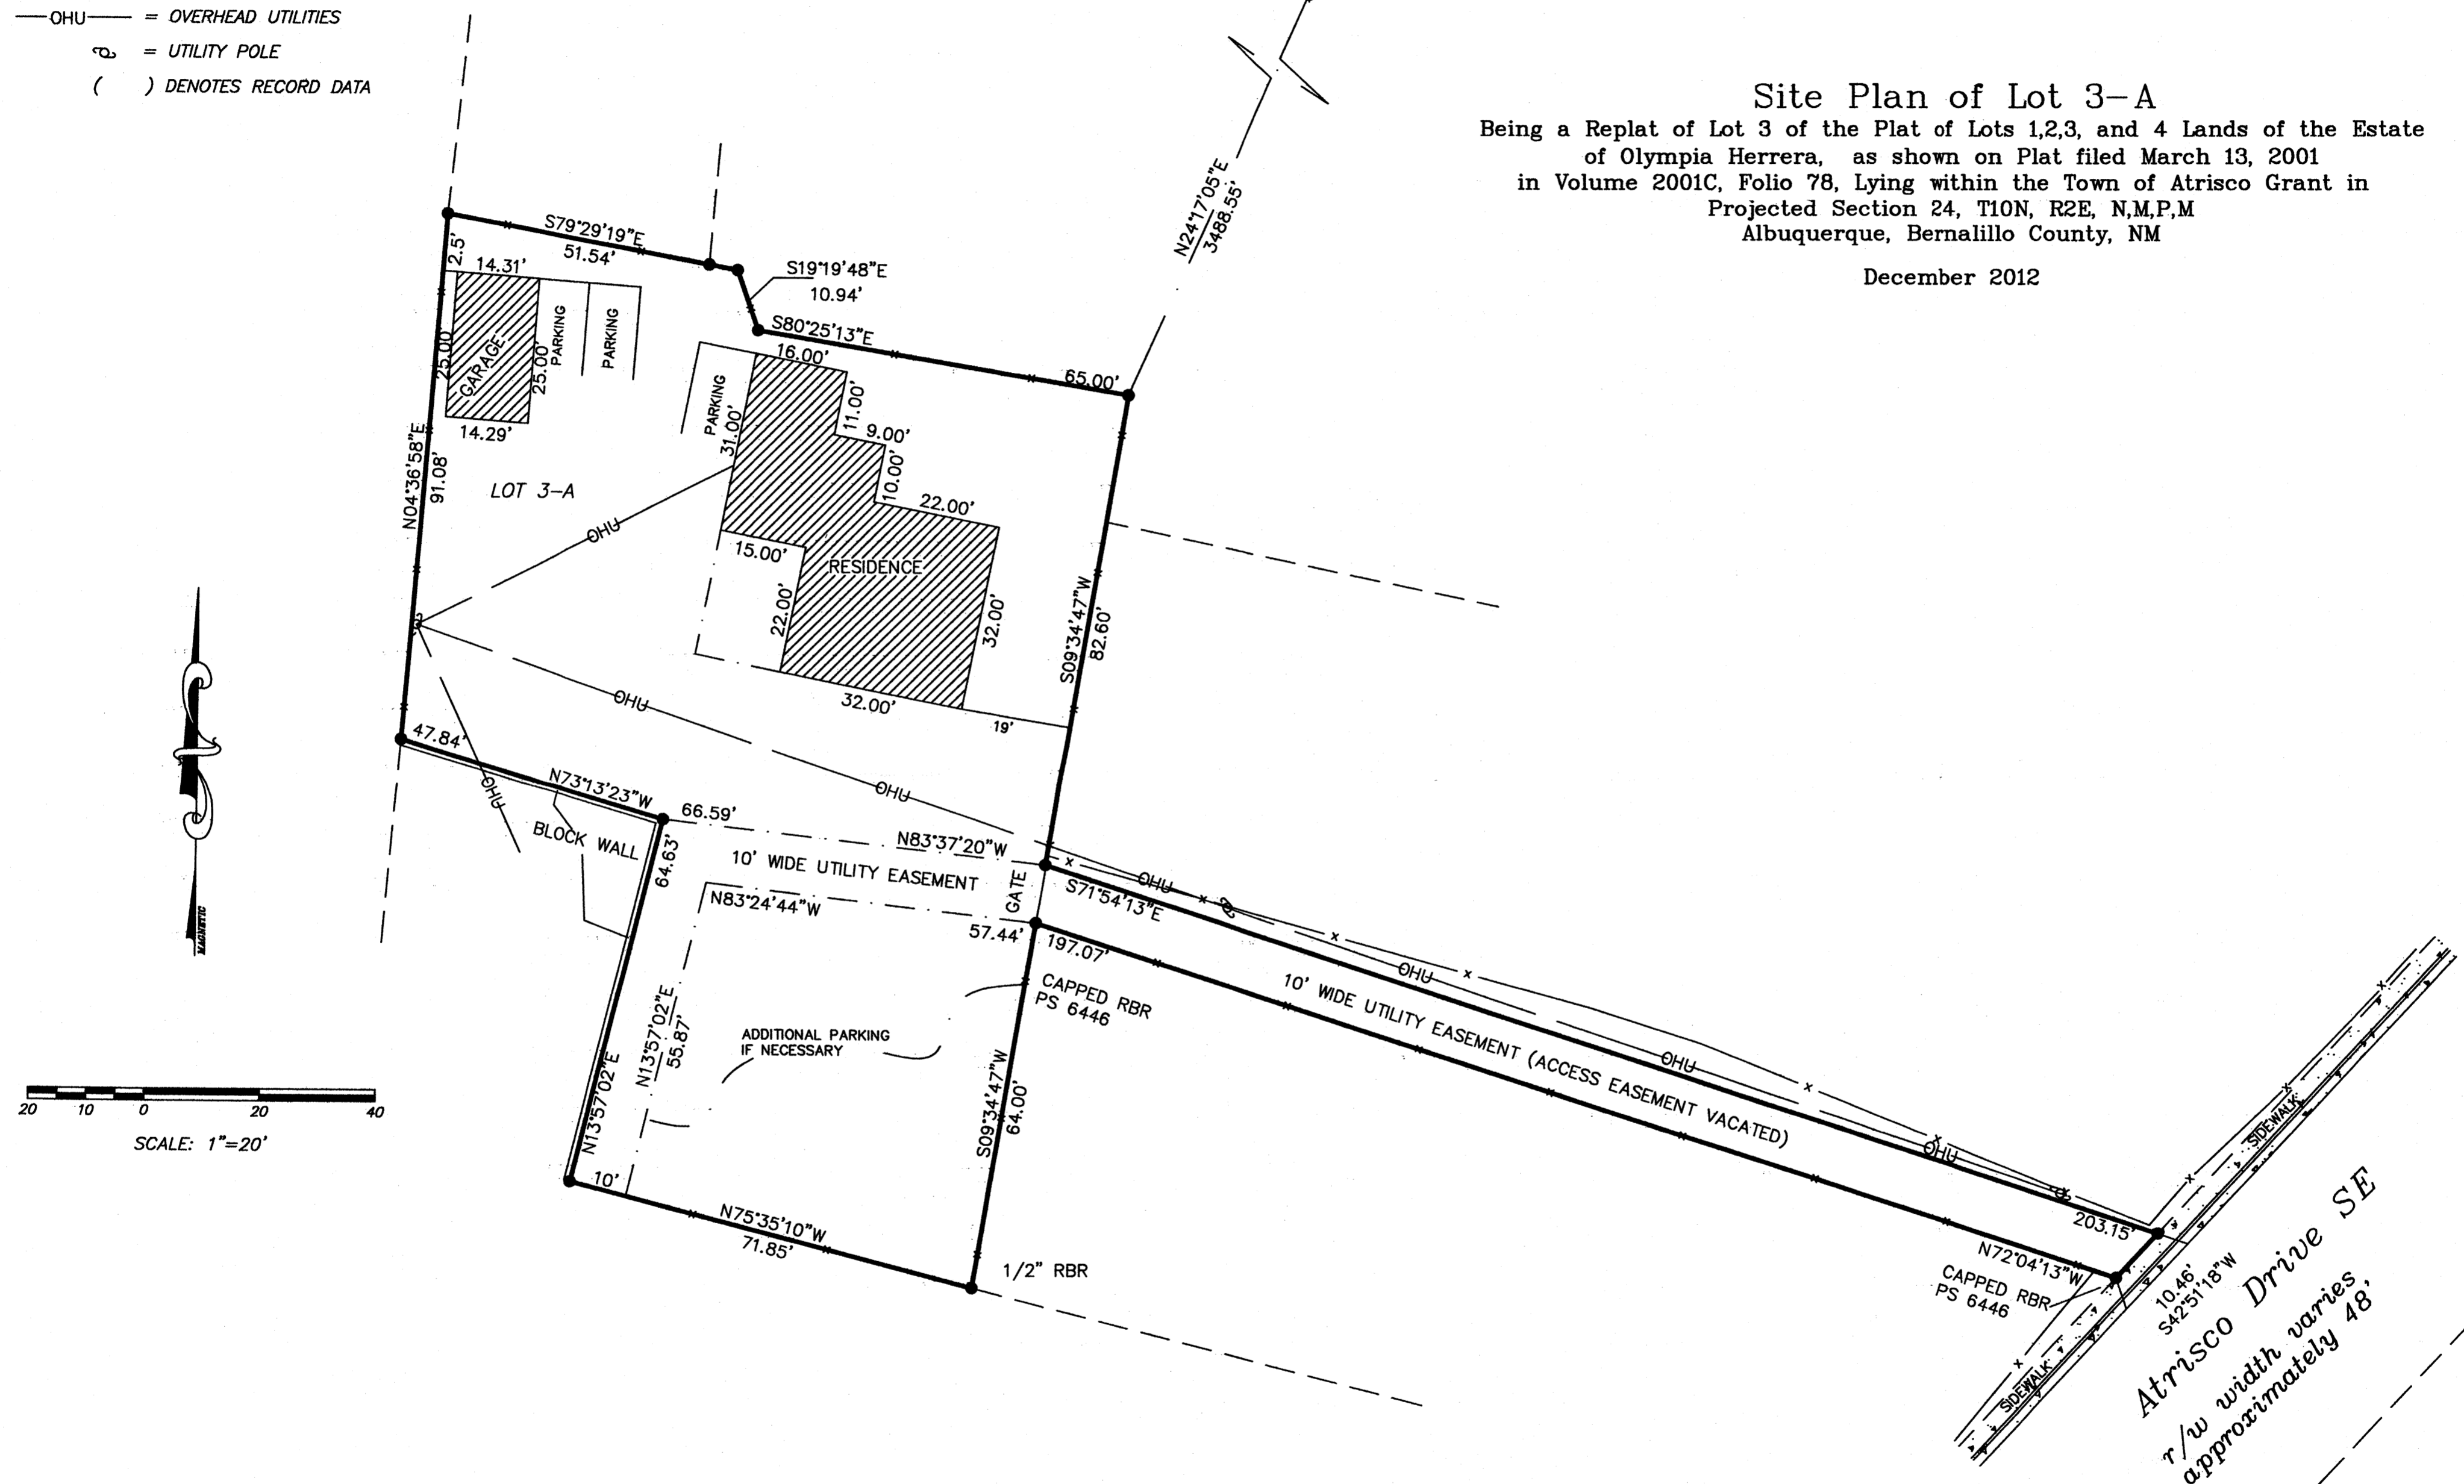 OHU = OVERHEAD UTILITIES
= UTILITY POLE
( ) DENOTES RECORD DATA
Site Plan of Lot 3-A
Being a Replat of Lot 3 of the Plat of Lots 1,2,3, and 4 Lands of the Estate
of Olympia Herrera, as shown on Plat filed March 13, 2001
in Volume 2001C, Folio 78, Lying within the Town of Atrisco Grant in
Projected Section 24, T10N, R2E, N,M,P,M
Albuquerque, Bernalillo County, NM
December 2012
N24°17'05"E
3488.55'
S79°29'19"E
51.54'
2.5'
14.31'
S19°19'48"E
10.94'
S80°25'13"E
65.00'
25.00'
GARAGE
25.00'
PARKING
PARKING
14.29'
PARKING
16.00'
11.00'
31.00'
9.00'
10.00'
22.00'
N04°36'58"E
91.08'
LOT 3-A
OHU
15.00'
RESIDENCE
22.00'
32.00'
32.00'
19'
S09°34'47"W
82.60'
OHU
47.84'
N73°13'23"W
OHU
OHU
66.59'
BLOCK WALL
64.63'
N83°37'20"W
10' WIDE UTILITY EASEMENT
N83°24'44"W
GATE
57.44'
OHU
S71°54'13"E
197.07'
CAPPED RBR
PS 6446
OHU
10' WIDE UTILITY EASEMENT (ACCESS EASEMENT VACATED)
OHU
OHU
N13°57'02"E
55.87'
ADDITIONAL PARKING
IF NECESSARY
N13°57'02"E
S09°34'47"W
64.00'
10'
N75°35'10"W
71.85'
1/2" RBR
203.15'
N72°04'13"W
CAPPED RBR
PS 6446
10.46'
S42°51'18"W
SIDEWALK
SIDEWALK
Atrisco Drive SE
r/w width varies,
approximately 48'
MAGNETIC
20 10 0 20 40
SCALE: 1"=20'